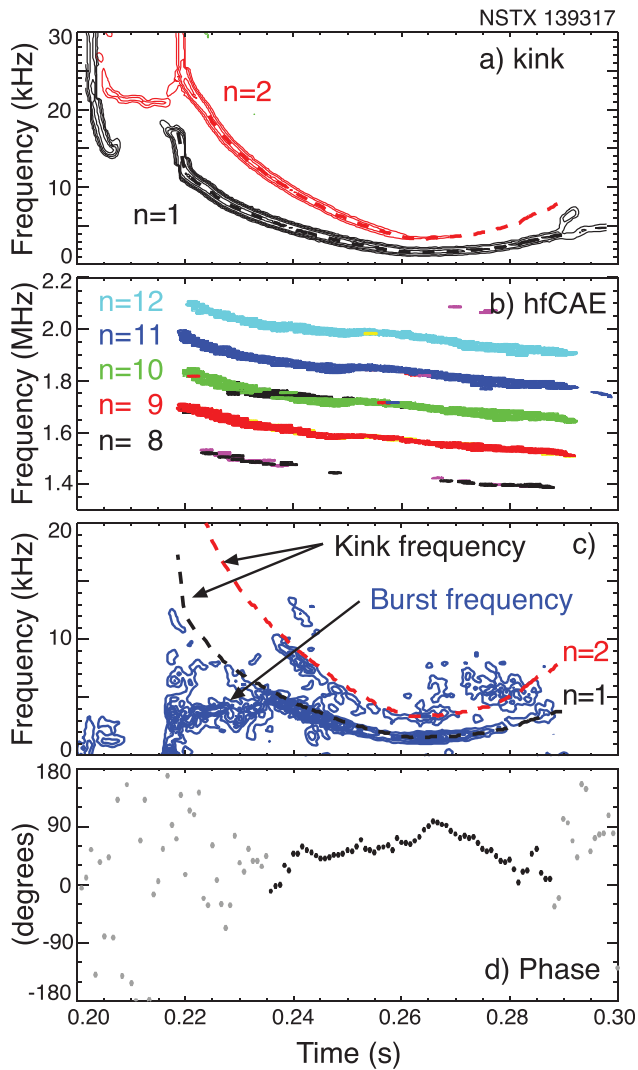 NSTX 139317
30
a) kink
n=2
20
Frequency (kHz)
10
n=1
0
2.2
n=12
b) hfCAE
2.0
n=11
Frequency (MHz)
n=10
1.8
n= 9
1.6
n= 8
1.4
20
c)
Kink frequency
Burst frequency
Frequency (kHz)
10
n=2
n=1
0
180
90
(degrees)
0
-90
d) Phase
-180
0.20 0.22 0.24 0.26 0.28 0.30
Time (s)